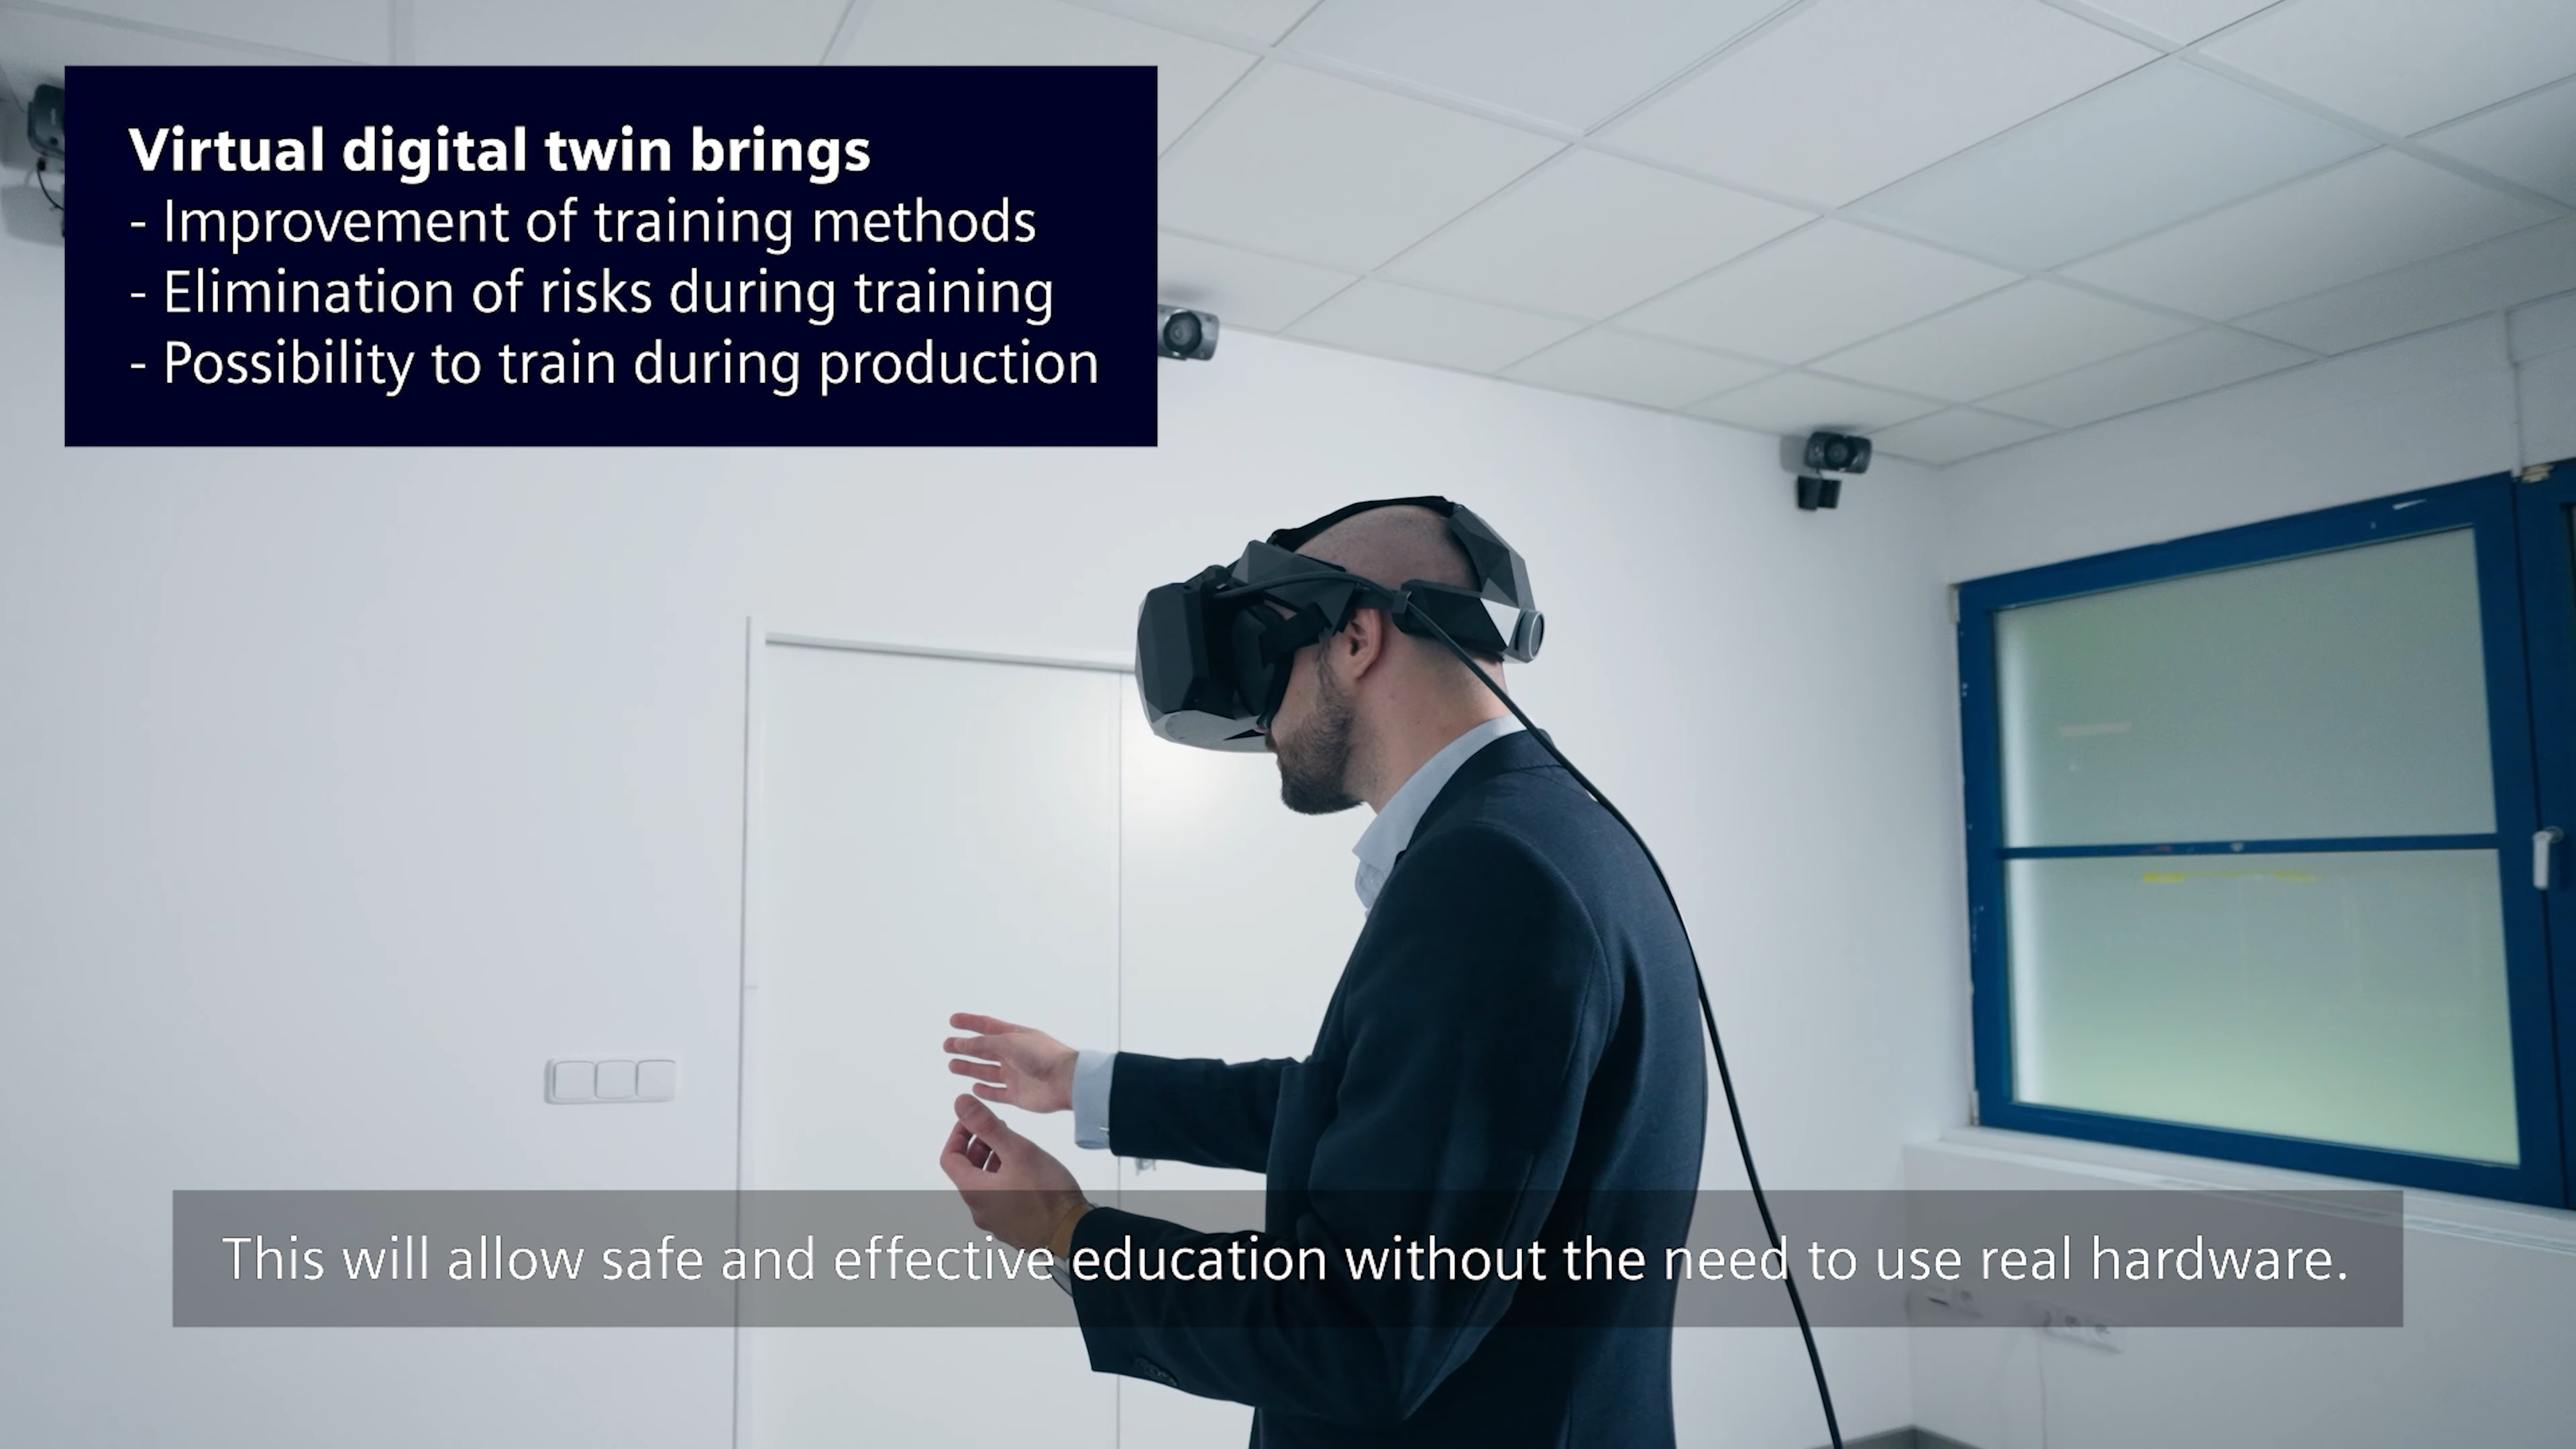 Virtual digital twin brings
- Improvement of training methods
- Elimination of risks during training
- Possibility to train during production
This will allow safe and effective education without the need to use real hardware.